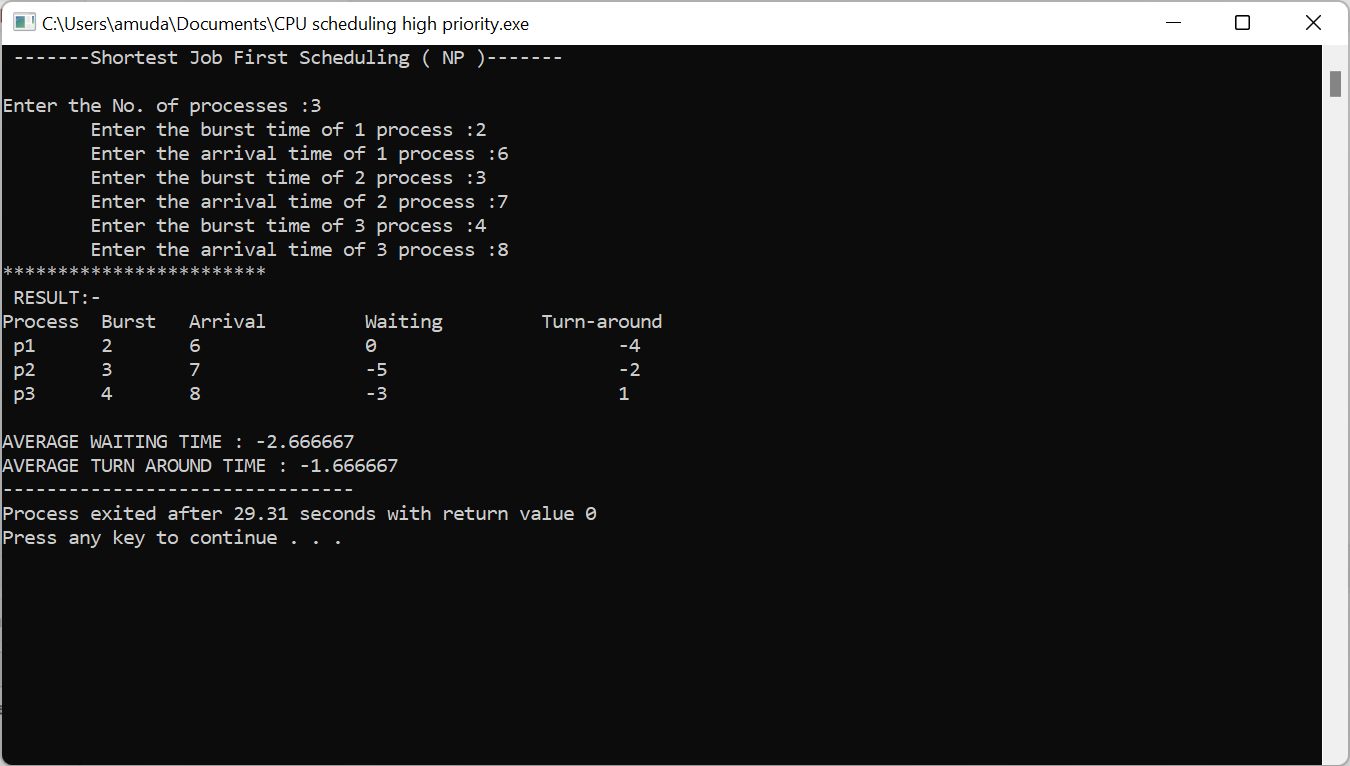 C:\Users\amuda\Documents\CPU scheduling high priority.exe
-------Shortest Job First Scheduling ( NP )-------
Enter the No. of processes :3
Enter the burst time of 1 process :2
Enter the arrival time of 1 process :6
Enter the burst time of 2 process :3
Enter the arrival time of 2 process :7
Enter the burst time of 3 process :4
Enter the arrival time of 3 process :8
************************
RESULT:-
Process Burst Arrival Waiting Turn-around
p1 2 6 0 -4
p2 3 7 -5 -2
p3 4 8 -3 1
AVERAGE WAITING TIME : -2.666667
AVERAGE TURN AROUND TIME : -1.666667
--------------------------------
Process exited after 29.31 seconds with return value 0
Press any key to continue . . .